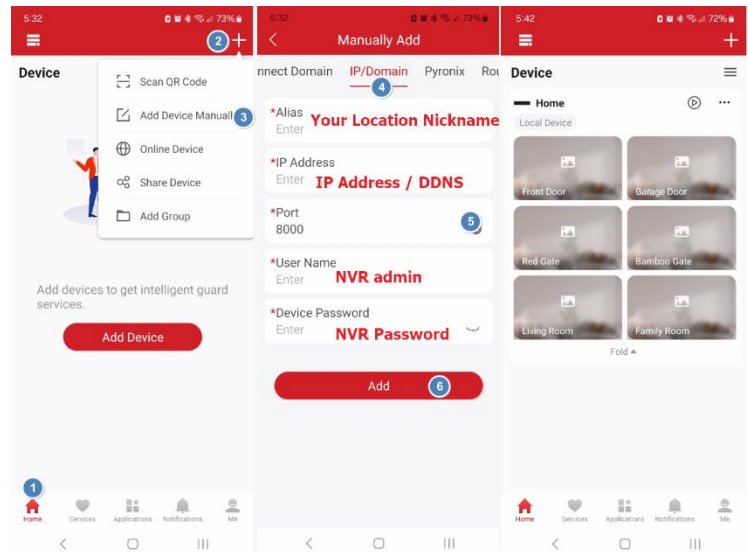 5:32
73%
2
Device
Scan QR Code
Add Device Manuall
3
Online Device
Share Device
Add Group
Add devices to get intelligent guard
services.
Add Device
1
Home
Services
Applications
Notifications
Me
5:32
73%
Manually Add
nnect Domain
IP/Domain
Pyronix
Rou
4
*Alias
Enter
Your Location Nickname
*IP Address
Enter
IP Address / DDNS
*Port
8000
5
*User Name
Enter
NVR admin
*Device Password
Enter
NVR Password
Add
6
5:42
72%
Device
Home
Local Device
Front Door
Garage Door
Red Gate
Bamboo Gate
Living Room
Family Room
Fold
Home
Services
Applications
Notifications
Me